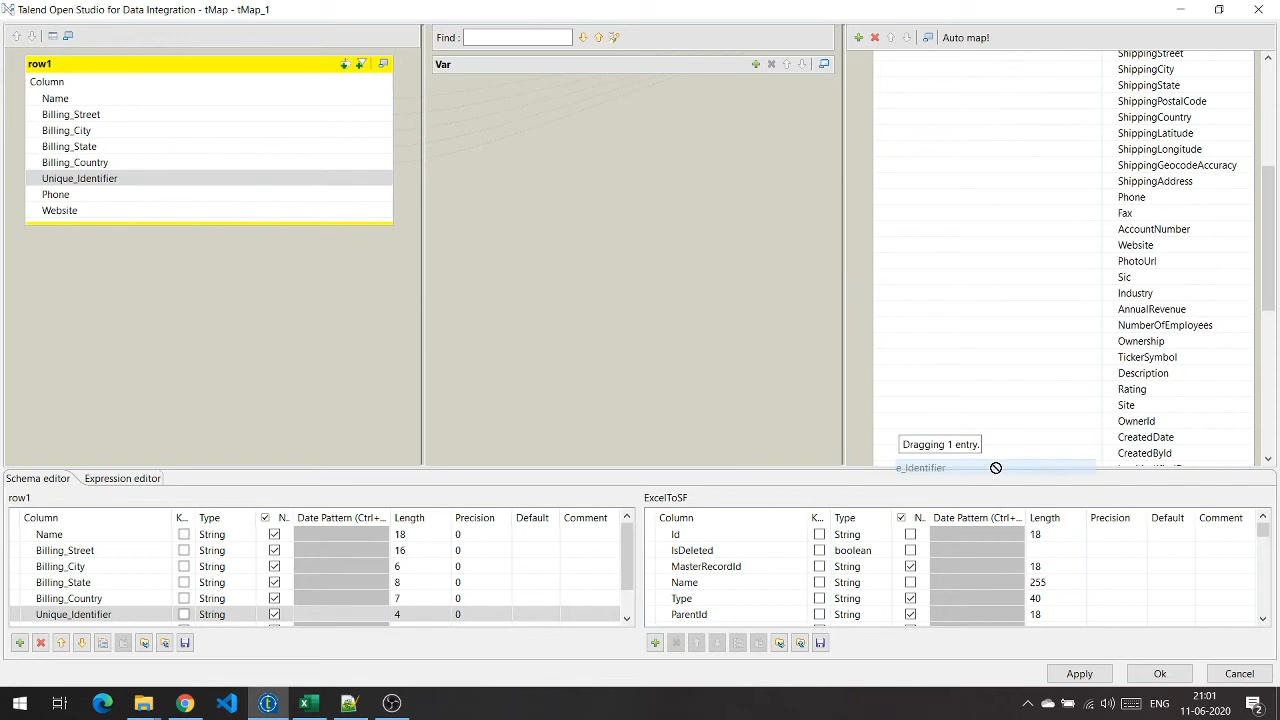 Talend Open Studio for Data Integration - tMap - tMap_1
Find :
Auto map!
row1
Column
Name
Billing_Street
Billing_City
Billing_State
Billing_Country
Unique_Identifier
Phone
Website
Var
ShippingStreet
ShippingCity
ShippingState
ShippingPostalCode
ShippingCountry
ShippingLatitude
ShippingLongitude
ShippingGeocodeAccuracy
ShippingAddress
Phone
Fax
AccountNumber
Website
PhotoUrl
Sic
Industry
AnnualRevenue
NumberOfEmployees
Ownership
TickerSymbol
Description
Rating
Site
OwnerId
CreatedDate
CreatedById
Dragging 1 entry.
e_Identifier
Schema editor Expression editor
row1
Column K... Type N.. Date Pattern (Ctrl+... Length Precision Default Comment
Name String 18 0
Billing_Street String 16 0
Billing_City String 6 0
Billing_State String 8 0
Billing_Country String 7 0
Unique_Identifier String 4 0
ExcelToSF
Column K... Type N.. Date Pattern (Ctrl+... Length Precision Default Comment
Id String 18
IsDeleted boolean
MasterRecordId String 18
Name String 255
Type String 40
ParentId String 18
Apply Ok Cancel
ENG
21:01
11-06-2020
2